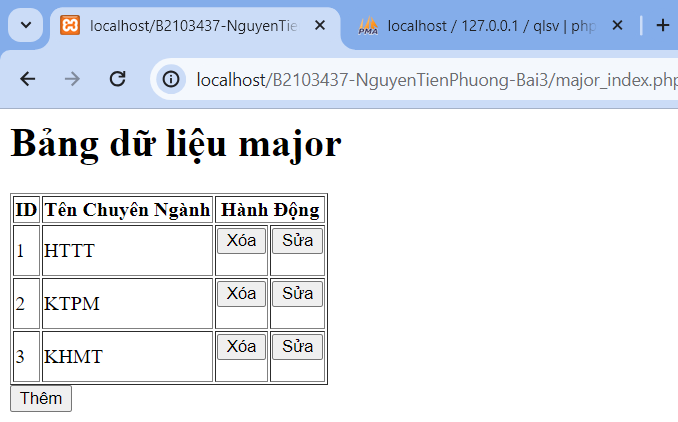 localhost/B2103437-NguyenTie
PMA localhost / 127.0.0.1 / qlsv | php
localhost/B2103437-NguyenTienPhuong-Bai3/major_index.php
Bảng dữ liệu major
ID Tên Chuyên Ngành Hành Động
1 HTTT Xóa Sửa
2 KTPM Xóa Sửa
3 KHMT Xóa Sửa
Thêm